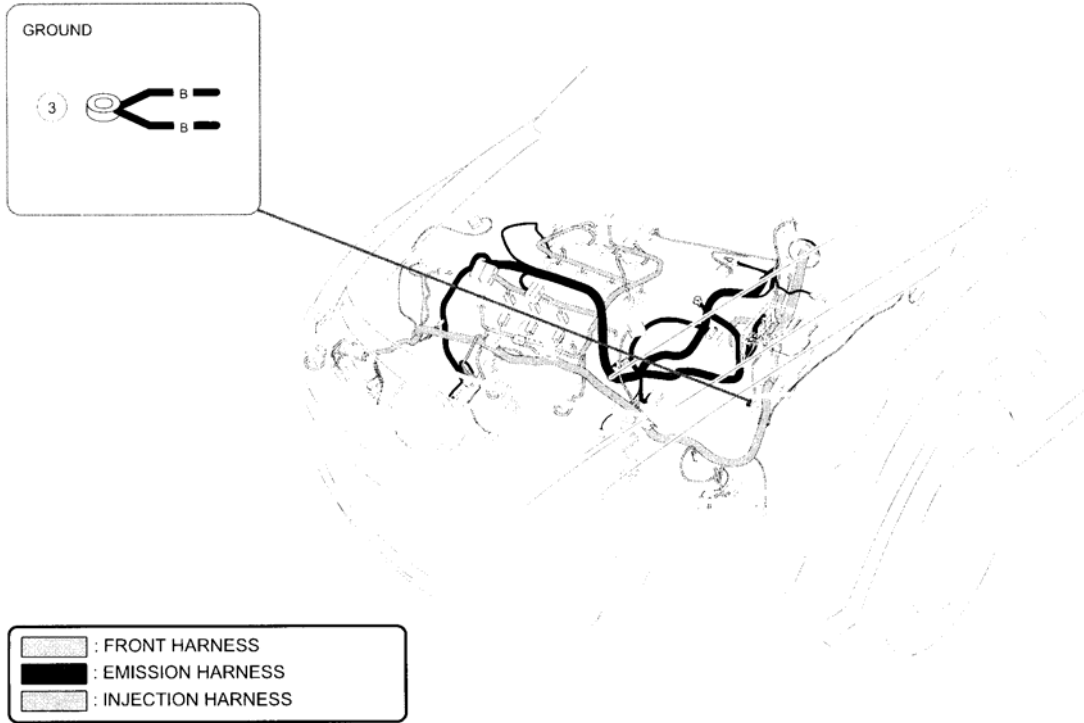 GROUND
3
B
B
: FRONT HARNESS
: EMISSION HARNESS
: INJECTION HARNESS